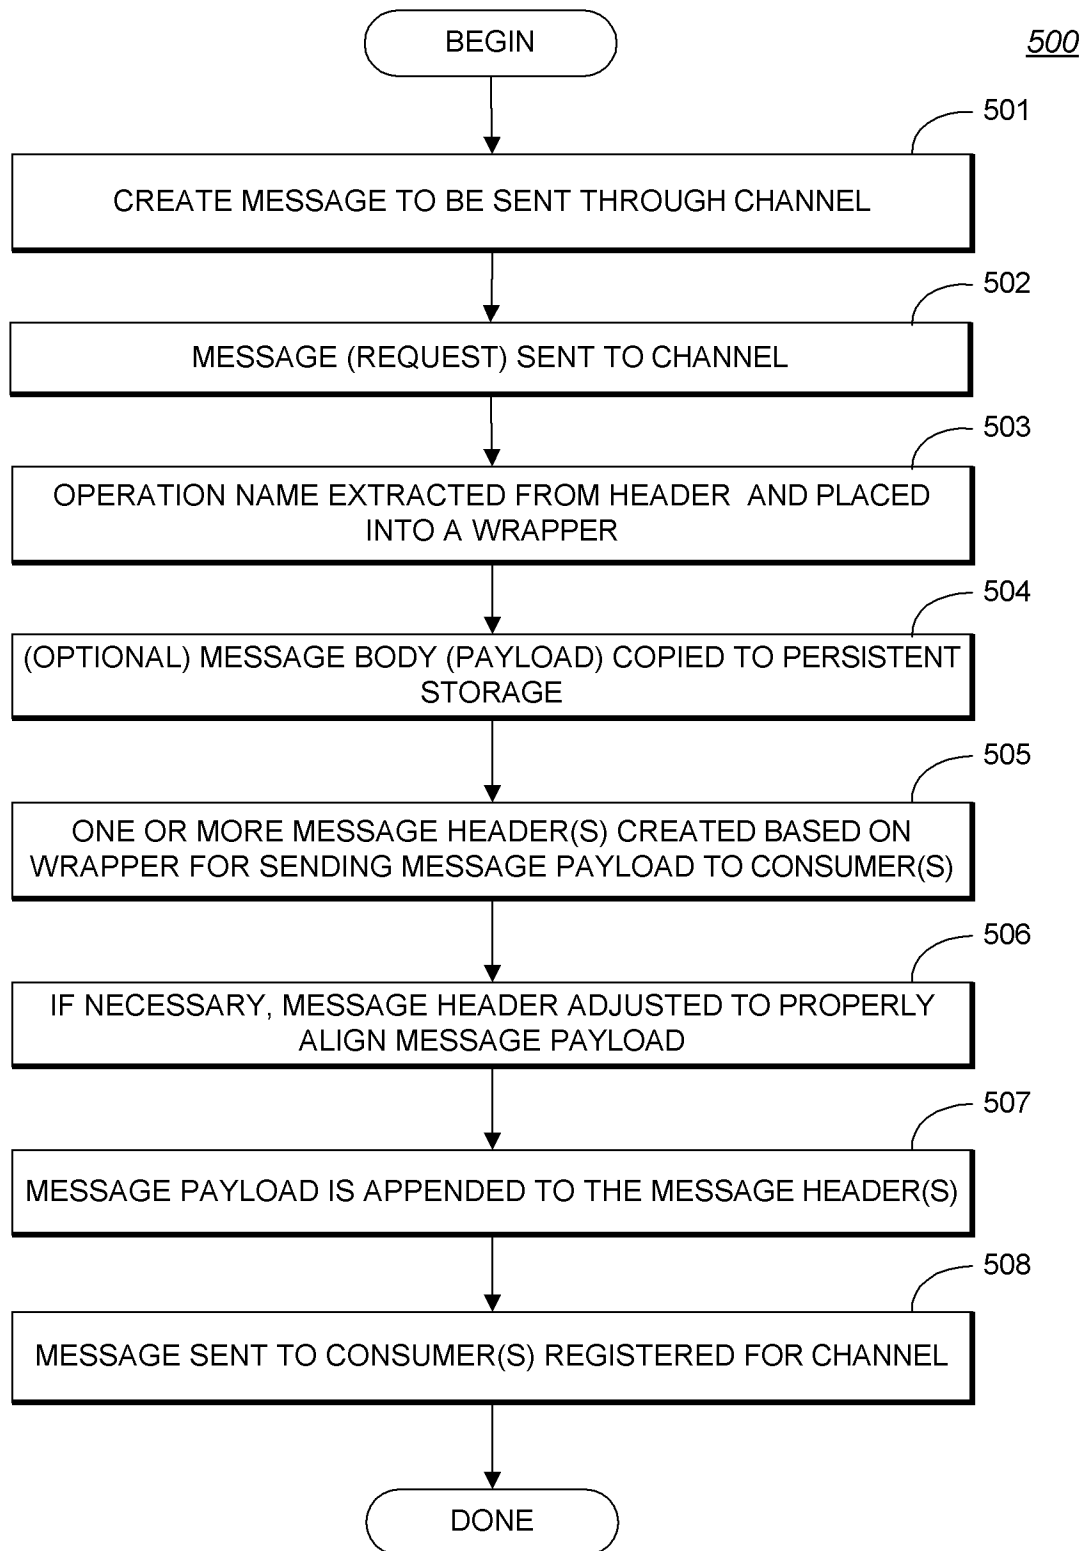 BEGIN
500
501
CREATE MESSAGE TO BE SENT THROUGH CHANNEL
502
MESSAGE (REQUEST) SENT TO CHANNEL
503
OPERATION NAME EXTRACTED FROM HEADER AND PLACED
INTO A WRAPPER
504
(OPTIONAL) MESSAGE BODY (PAYLOAD) COPIED TO PERSISTENT
STORAGE
505
ONE OR MORE MESSAGE HEADER(S) CREATED BASED ON
WRAPPER FOR SENDING MESSAGE PAYLOAD TO CONSUMER(S)
506
IF NECESSARY, MESSAGE HEADER ADJUSTED TO PROPERLY
ALIGN MESSAGE PAYLOAD
507
MESSAGE PAYLOAD IS APPENDED TO THE MESSAGE HEADER(S)
508
MESSAGE SENT TO CONSUMER(S) REGISTERED FOR CHANNEL
DONE